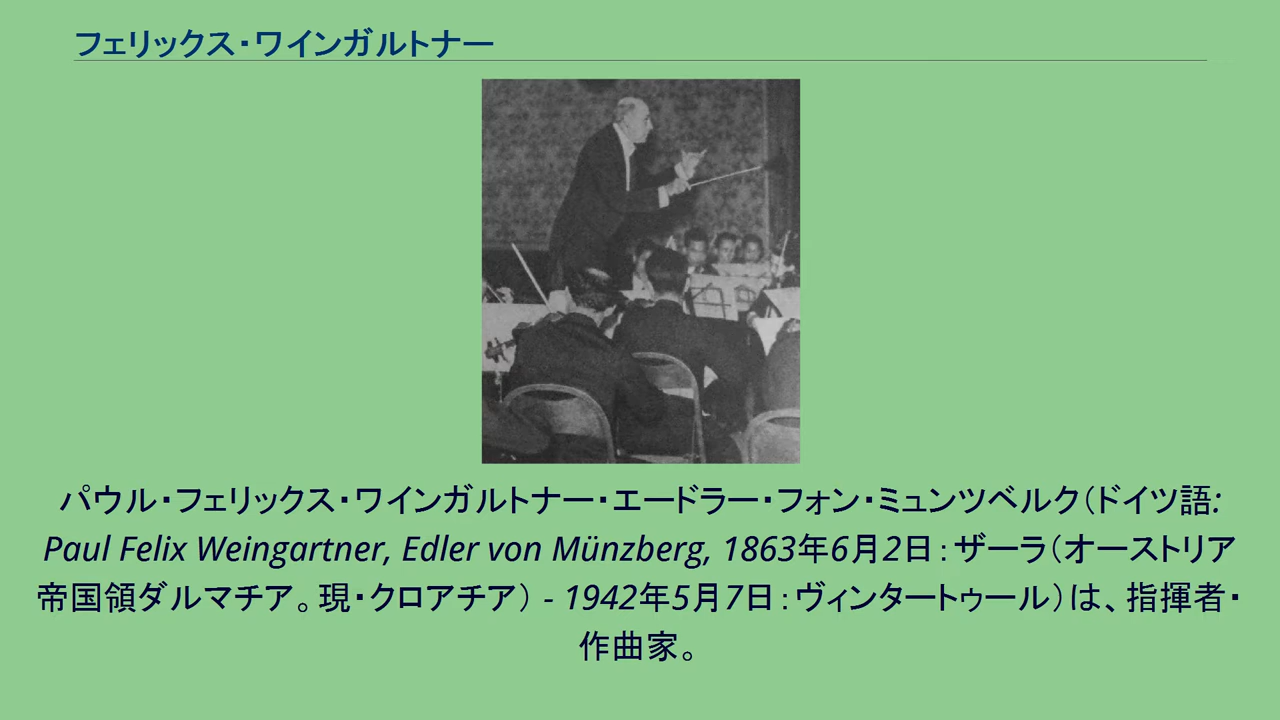 フェリックス・ワインガルトナー
パウル・フェリックス・ワインガルトナー・エードラー・フォン・ミュンツベルク（ドイツ語:
Paul Felix Weingartner, Edler von Münzberg, 1863年6月2日：ザーラ（オーストリア
帝国領ダルマチア。現・クロアチア） - 1942年5月7日：ヴィンタートゥール）は、指揮者・
作曲家。